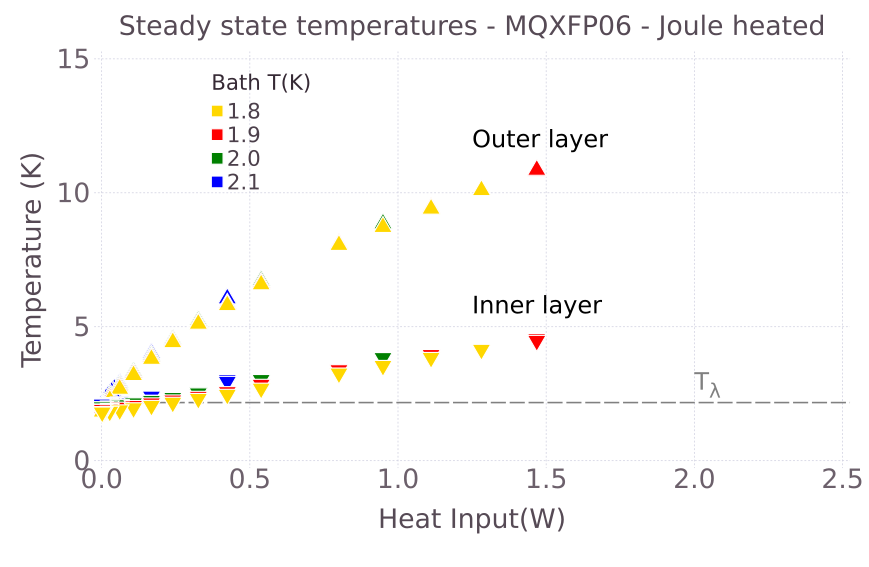 Steady state temperatures - MQXFP06 - Joule heated
Bath T(K)
1.8
1.9
2.0
2.1
Outer layer
Inner layer
Tλ
Temperature (K)
15
10
5
0
0.0 0.5 1.0 1.5 2.0 2.5
Heat Input(W)